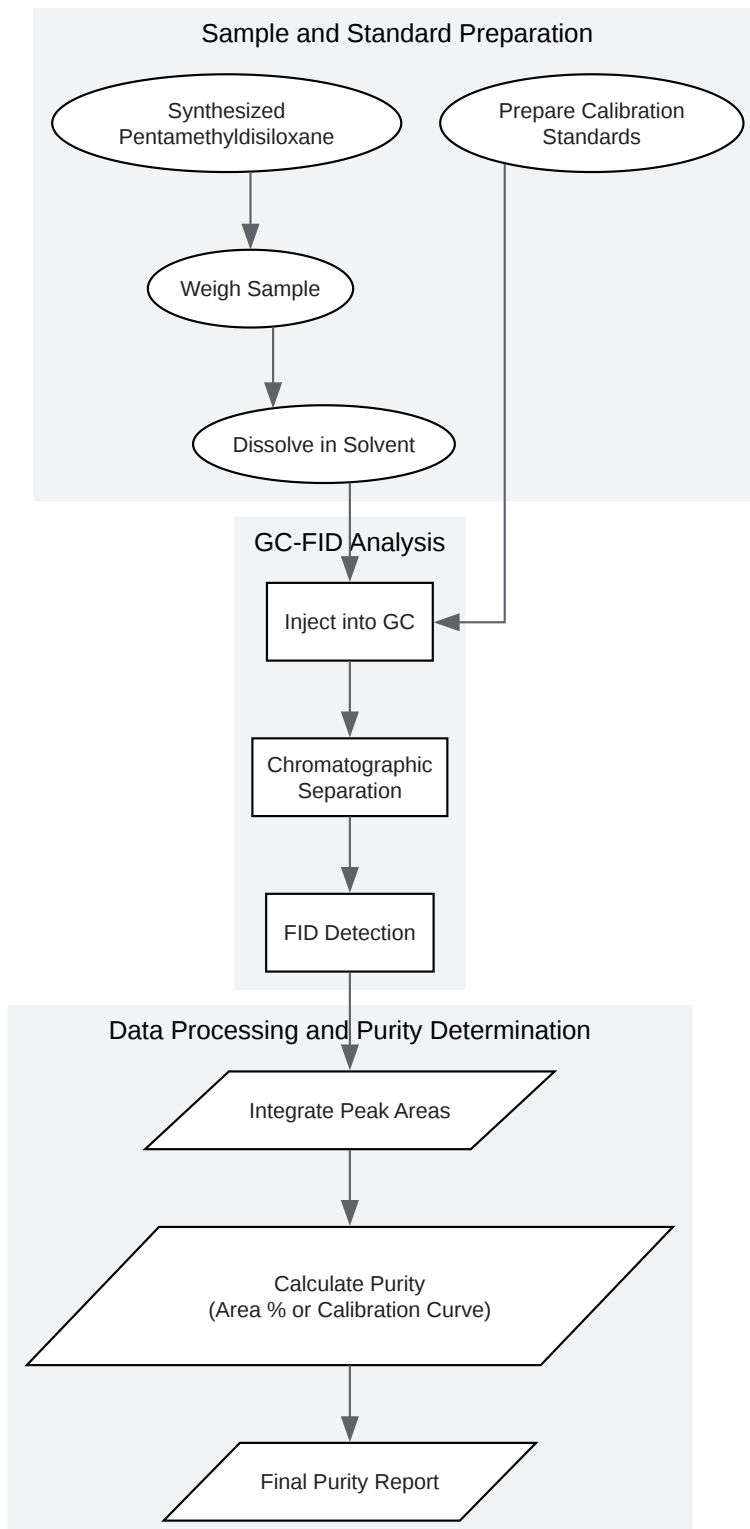 Sample and Standard Preparation
Synthesized
Pentamethyldisiloxane
Prepare Calibration
Standards
Weigh Sample
Dissolve in Solvent
GC-FID Analysis
Inject into GC
Chromatographic
Separation
FID Detection
Data Processing and Purity Determination
Integrate Peak Areas
Calculate Purity
(Area % or Calibration Curve)
Final Purity Report